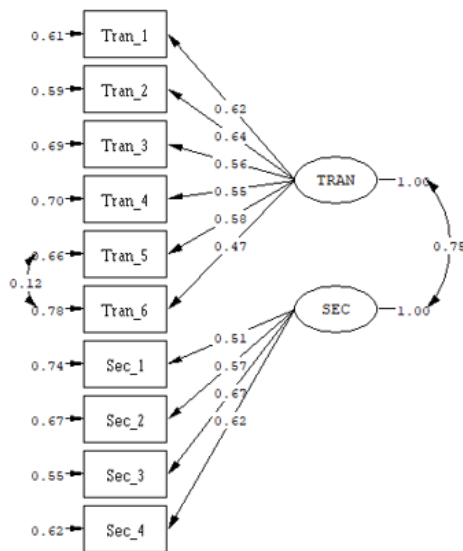 0.61 Tran_1
0.59 Tran_2
0.62
0.64
0.69 Tran_3
0.56
TRAN 1.00
0.70 Tran_4
0.55
0.58
0.66 Tran_5
0.47
0.75
0.12
0.78 Tran_6
SEC 1.00
0.51
0.74 Sec_1
0.57
0.67
0.67 Sec_2
0.62
0.55 Sec_3
0.62 Sec_4